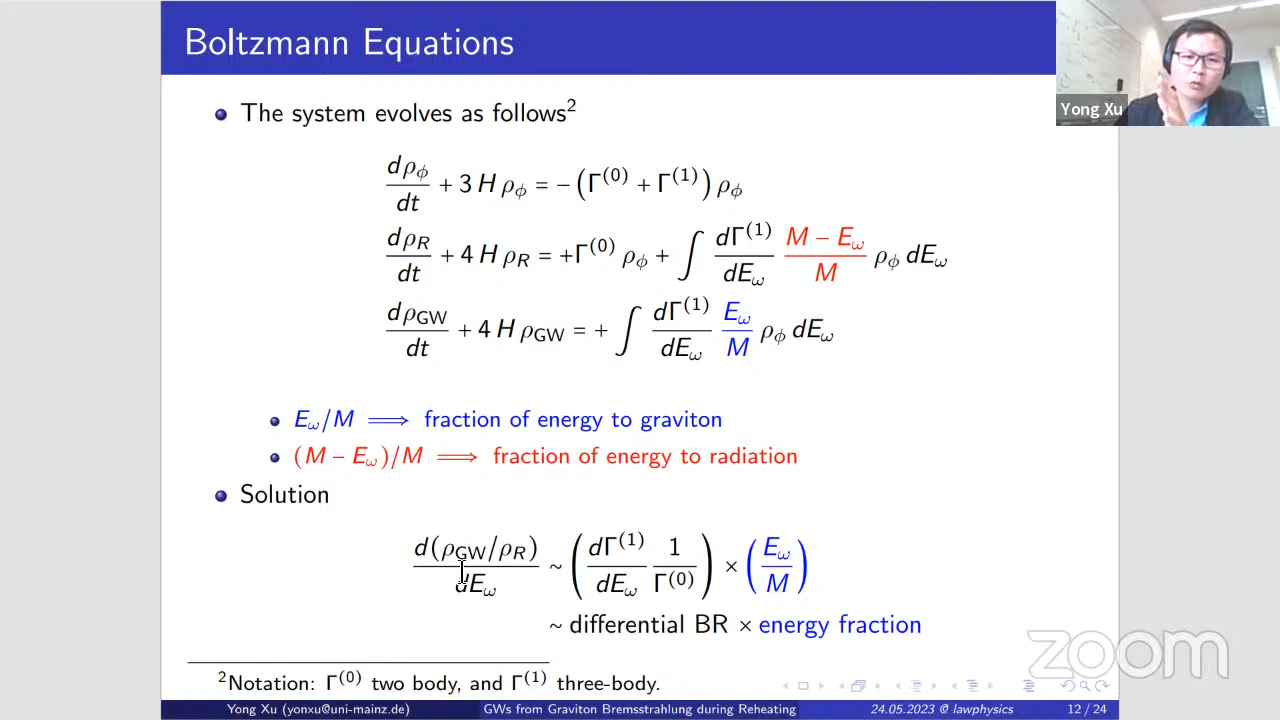 Boltzmann Equations
Yong Xu
The system evolves as follows²
dρ_ϕ/dt + 3 H ρ_ϕ = − (Γ⁽⁰⁾ + Γ⁽¹⁾) ρ_ϕ
dρ_R/dt + 4 H ρ_R = +Γ⁽⁰⁾ ρ_ϕ + ∫ dΓ⁽¹⁾/dE_ω (M − E_ω)/M ρ_ϕ dE_ω
dρ_GW/dt + 4 H ρ_GW = + ∫ dΓ⁽¹⁾/dE_ω E_ω/M ρ_ϕ dE_ω
E_ω/M ⟹ fraction of energy to graviton
(M − E_ω)/M ⟹ fraction of energy to radiation
Solution
d(ρ_GW/ρ_R)/dE_ω ~ (dΓ⁽¹⁾/dE_ω 1/Γ⁽⁰⁾) × (E_ω/M)
~ differential BR × energy fraction
zoom
²Notation: Γ⁽⁰⁾ two body, and Γ⁽¹⁾ three-body.
Yong Xu (yonxu@uni-mainz.de) GWs from Graviton Bremsstrahlung during Reheating 24.05.2023 @ lawphysics 12 / 24